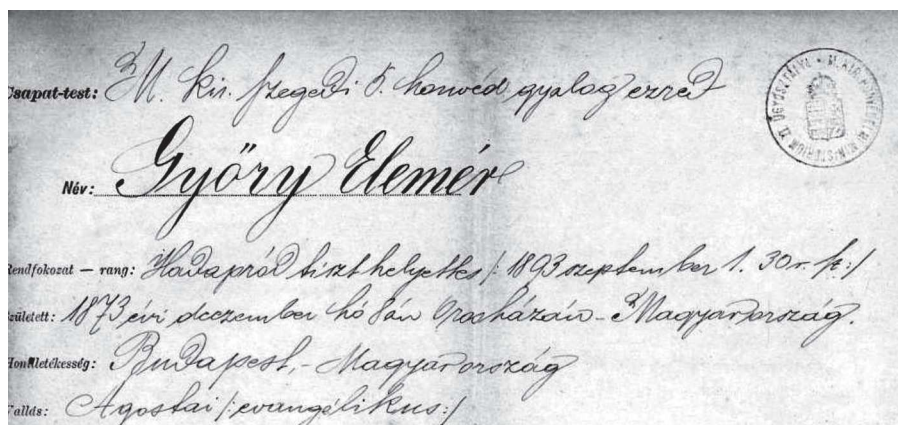 Csapat-test: M. kir. szegedi 5. honvéd gyalog ezred
Név: Győry Elemér
Rendfokozat — rang: Hadapród tiszthelyettes /: 1893 szeptember 1. 30 r. sz :/
Született: 1873 évi deczember hó 8án Orosházán – Magyarország.
Honilletékesség: Budapest, – Magyarország
Vallás: Ágostai /: evangélikus :/